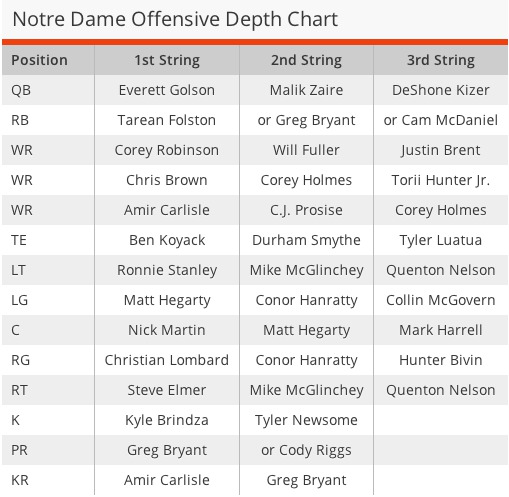 Notre Dame Offensive Depth Chart
Position 1st String 2nd String 3rd String
QB Everett Golson Malik Zaire DeShone Kizer
RB Tarean Folston or Greg Bryant or Cam McDaniel
WR Corey Robinson Will Fuller Justin Brent
WR Chris Brown Corey Holmes Torii Hunter Jr.
WR Amir Carlisle C.J. Prosise Corey Holmes
TE Ben Koyack Durham Smythe Tyler Luatua
LT Ronnie Stanley Mike McGlinchey Quenton Nelson
LG Matt Hegarty Conor Hanratty Collin McGovern
C Nick Martin Matt Hegarty Mark Harrell
RG Christian Lombard Conor Hanratty Hunter Bivin
RT Steve Elmer Mike McGlinchey Quenton Nelson
K Kyle Brindza Tyler Newsome
PR Greg Bryant or Cody Riggs
KR Amir Carlisle Greg Bryant